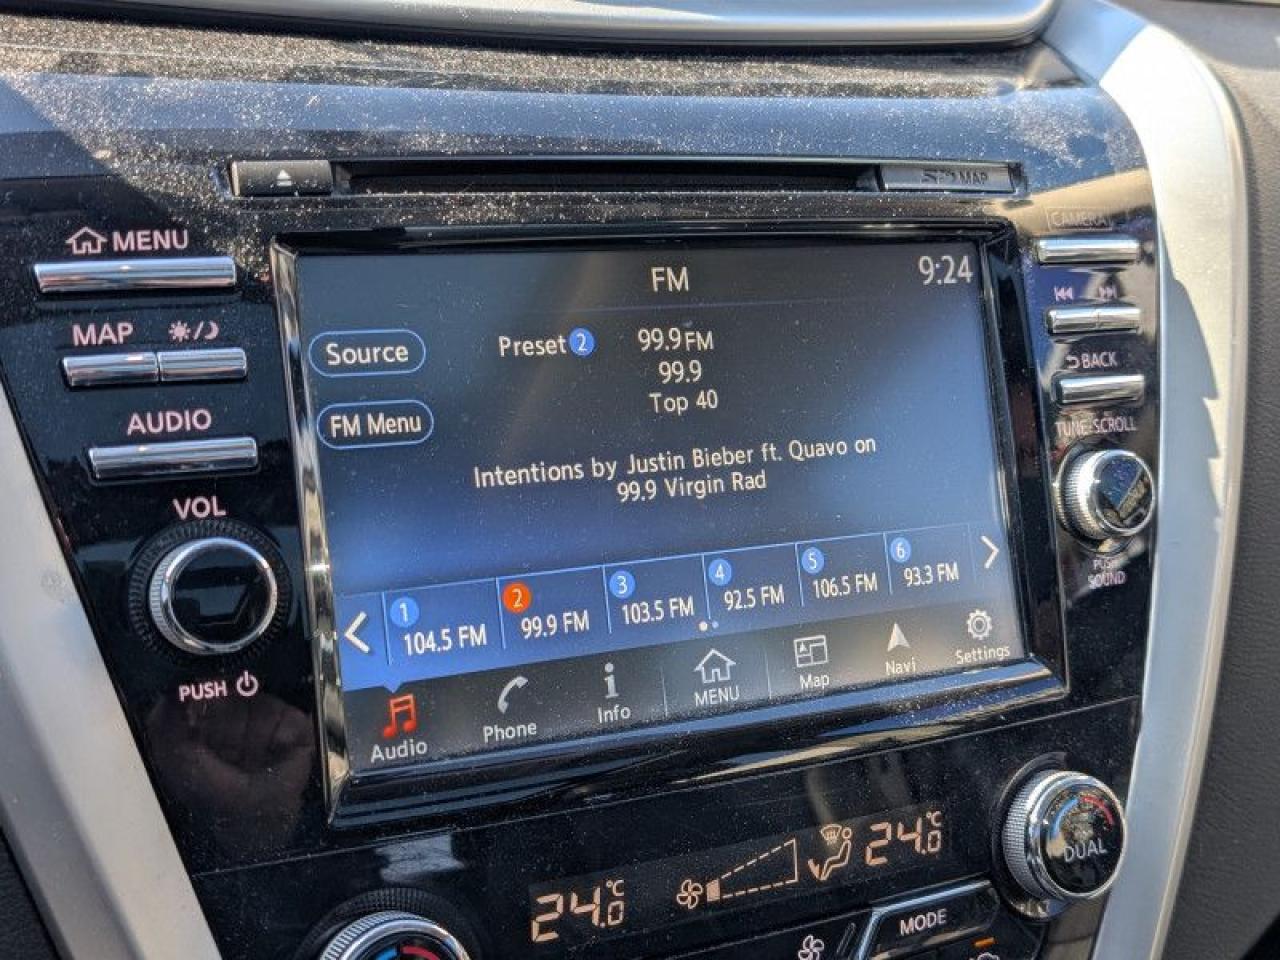 MAP
CAMERA
MENU
FM
9:24
MAP
Source
Preset 2 99.9 FM
99.9
BACK
FM Menu
Top 40
AUDIO
TUNE·SCROLL
Intentions by Justin Bieber ft. Quavo on
99.9 Virgin Rad
VOL
PUSH
SOUND
1 2 3 4 5 6
104.5 FM 99.9 FM 103.5 FM 92.5 FM 106.5 FM 93.3 FM
PUSH
Audio Phone Info MENU Map Navi Settings
24.0°C
24.0°C
DUAL
MODE